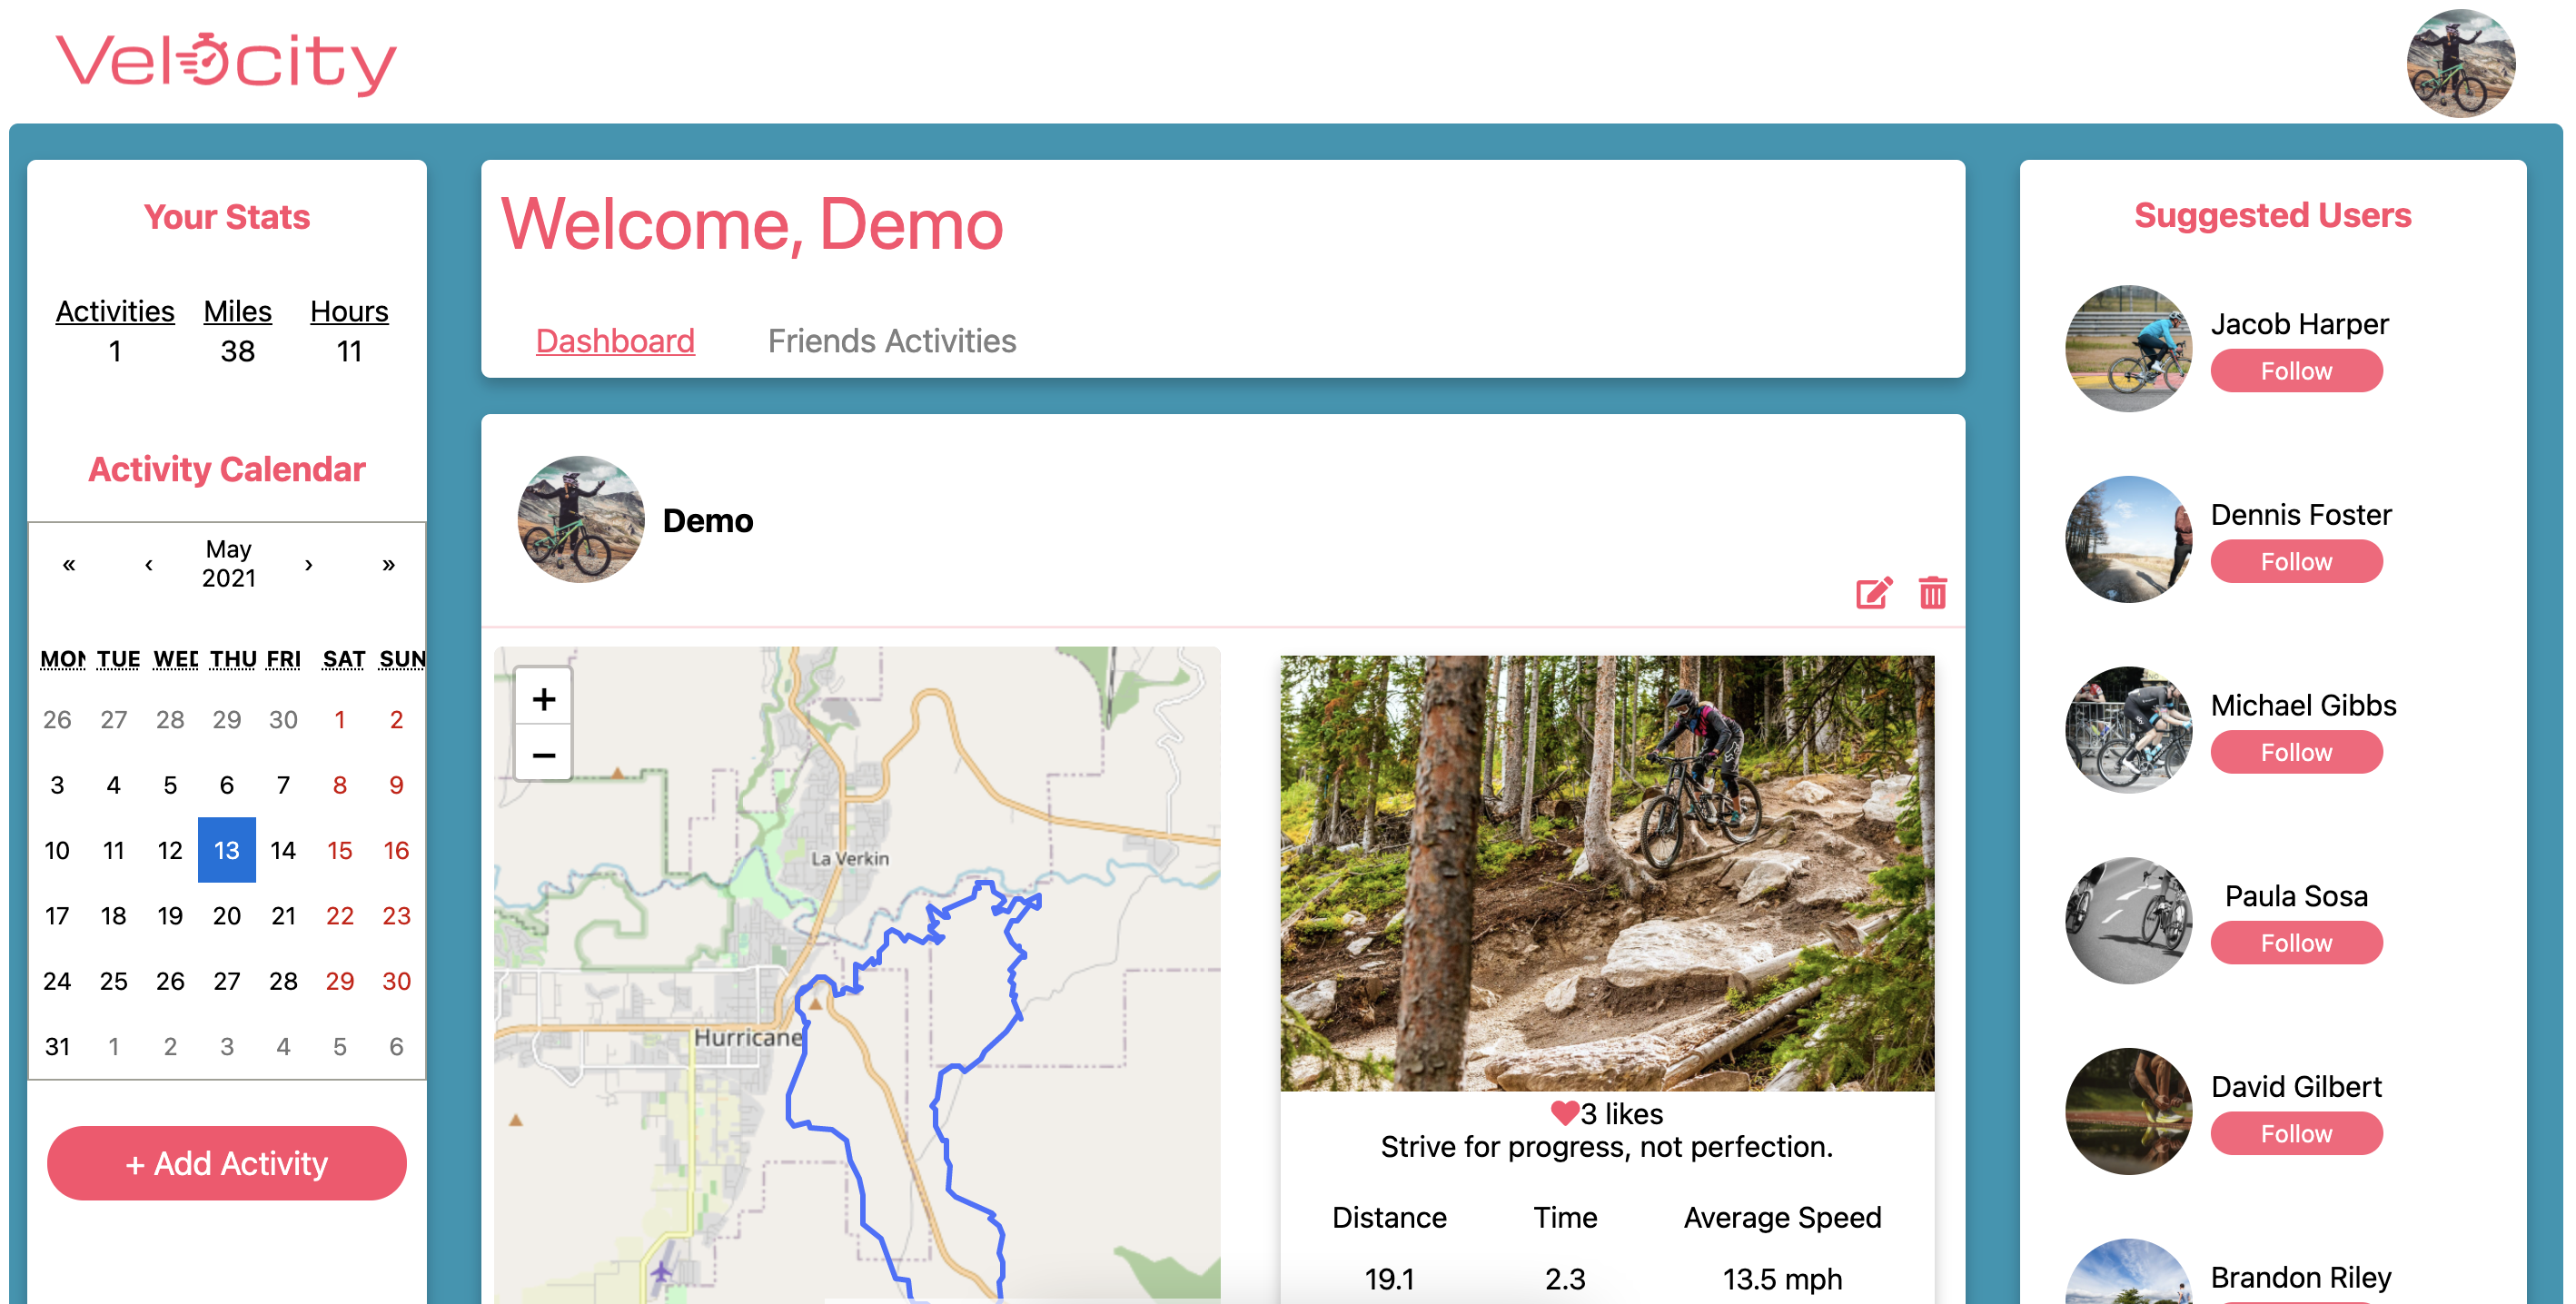 Velocity
Your Stats
Activities Miles Hours
1 38 11
Activity Calendar
« ‹ May 2021 › »
MON TUE WED THU FRI SAT SUN
26 27 28 29 30 1 2
3 4 5 6 7 8 9
10 11 12 13 14 15 16
17 18 19 20 21 22 23
24 25 26 27 28 29 30
31 1 2 3 4 5 6
+ Add Activity
Welcome, Demo
Dashboard Friends Activities
Demo
+
−
La Verkin
Hurricane
3 likes
Strive for progress, not perfection.
Distance Time Average Speed
19.1 2.3 13.5 mph
Suggested Users
Jacob Harper
Follow
Dennis Foster
Follow
Michael Gibbs
Follow
Paula Sosa
Follow
David Gilbert
Follow
Brandon Riley